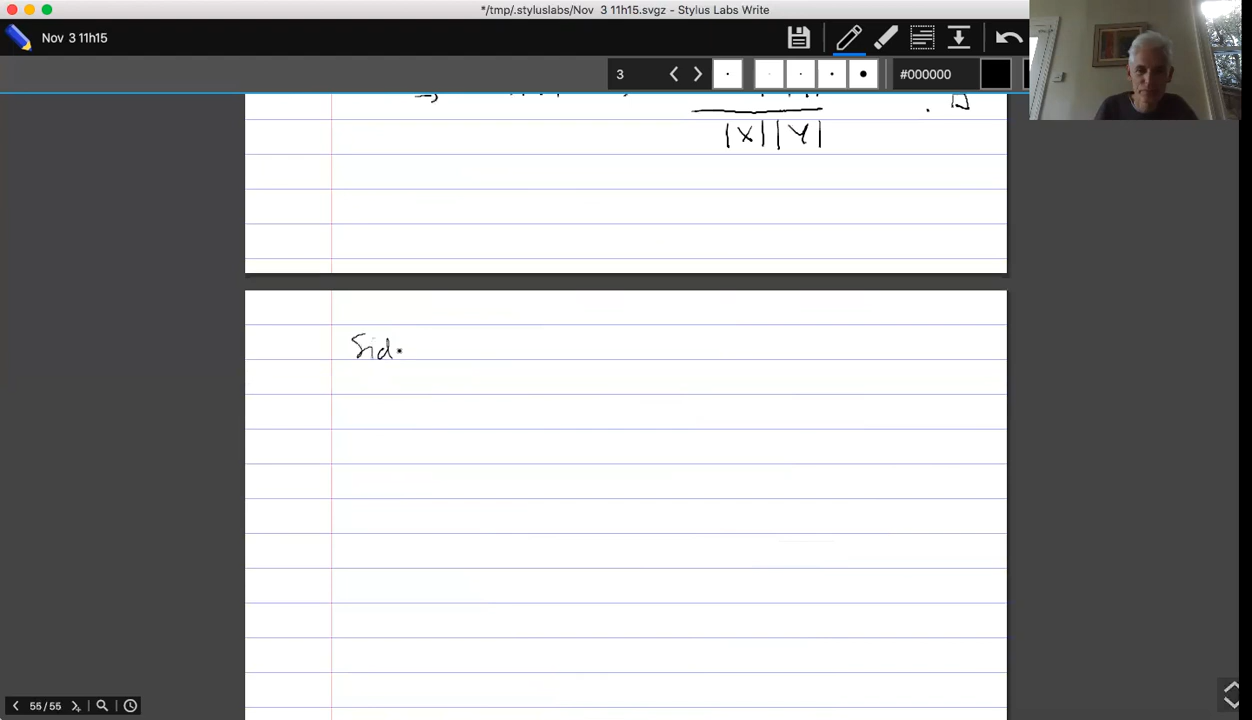 */tmp/.styluslabs/Nov 3 11h15.svgz - Stylus Labs Write
Nov 3 11h15
3
#000000
|X| |Y|
Sid
55/55